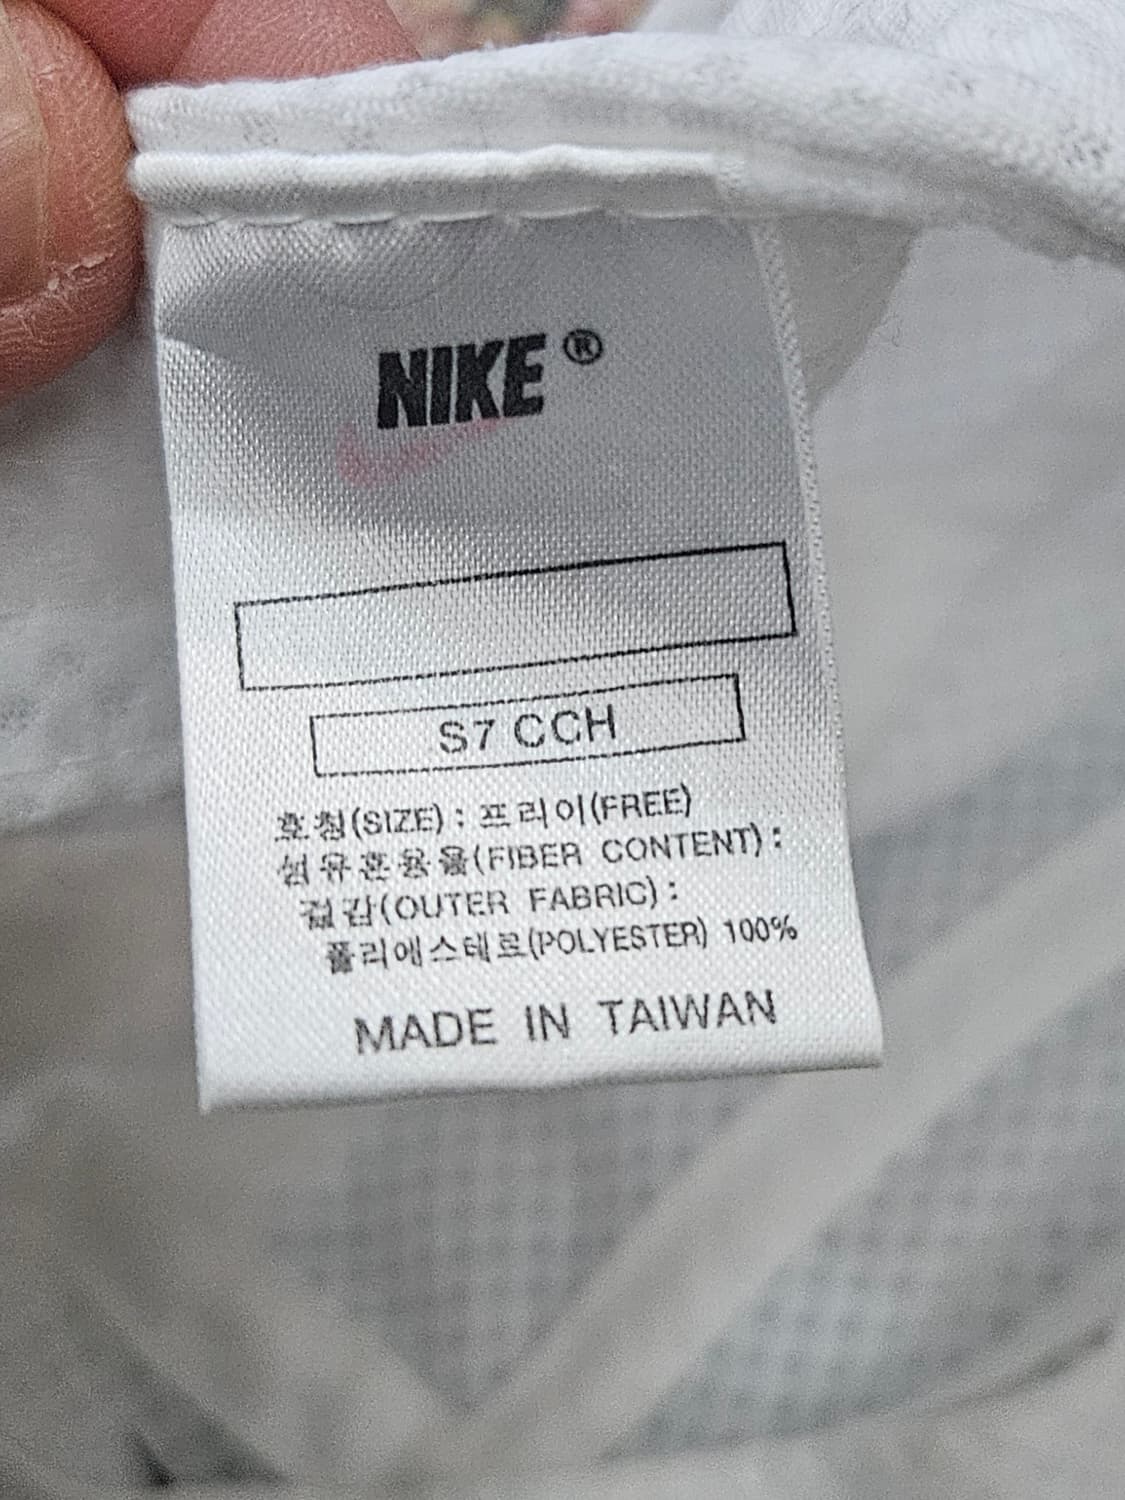 NIKE®
S7 CCH
호칭(SIZE) : 프리이(FREE)
섬유혼용율(FIBER CONTENT) :
겉감(OUTER FABRIC) :
폴리에스테르(POLYESTER) 100%
MADE IN TAIWAN